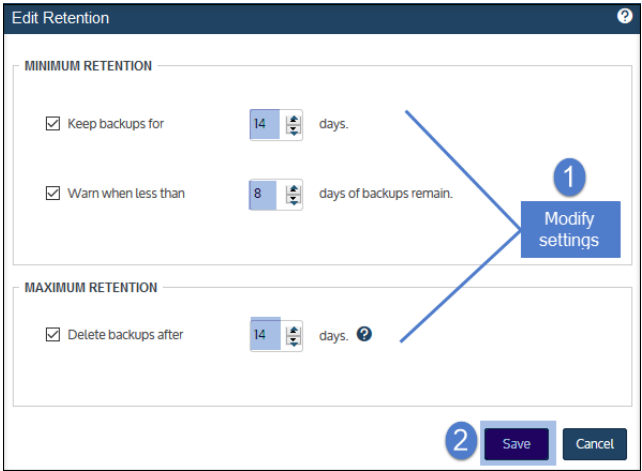 Edit Retention ?
MINIMUM RETENTION
Keep backups for 14 days.
Warn when less than 8 days of backups remain.
1
Modify
settings
MAXIMUM RETENTION
Delete backups after 14 days. ?
2 Save Cancel